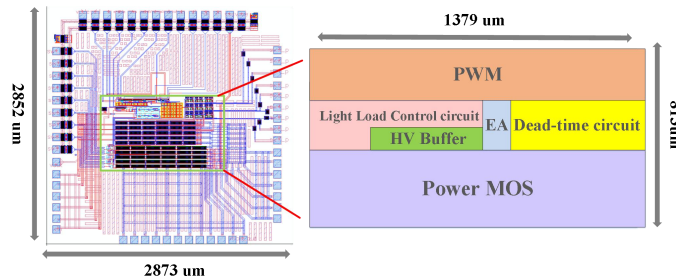 1379 um
2852 um
PWM
Light Load Control circuit
HV Buffer
EA
Dead-time circuit
Power MOS
2873 um